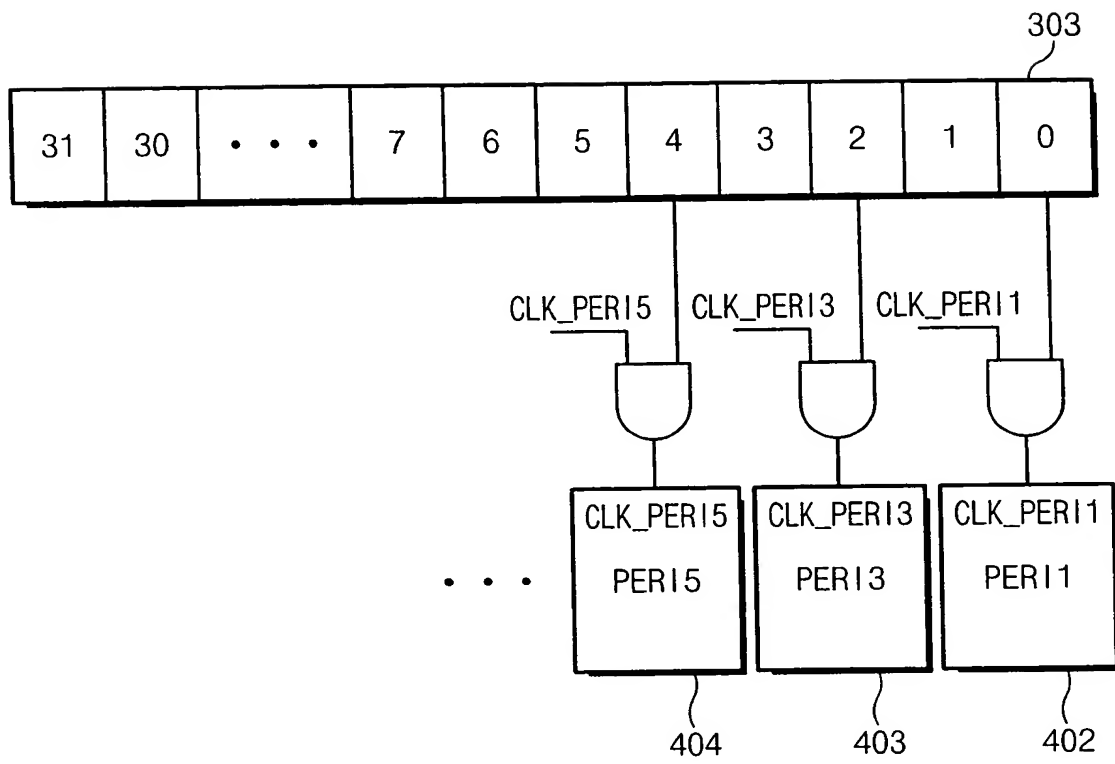 303
31 30 • • • 7 6 5 4 3 2 1 0
CLK_PERI5 CLK_PERI3 CLK_PERI1
CLK_PERI5 CLK_PERI3 CLK_PERI1
• • • PERI5 PERI3 PERI1
404 403 402